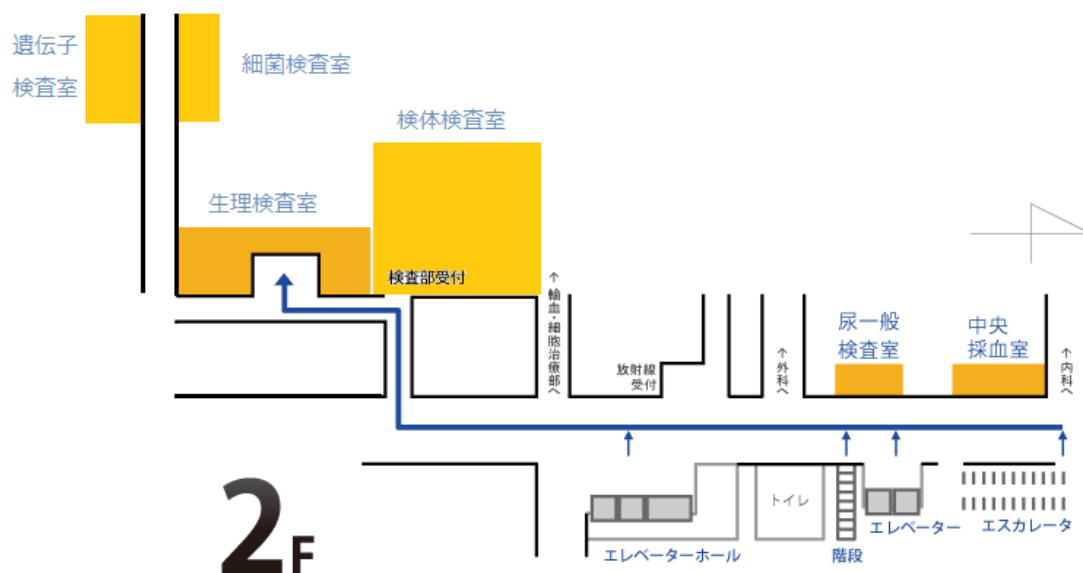 遺伝子
検査室
細菌検査室
検体検査室
生理検査室
検査部受付
↑輸血・細胞治療部へ
放射線
受付
↑外科へ
尿一般
検査室
中央
採血室
↑内科へ
トイレ
エレベーターホール
階段
エレベーター
エスカレータ
2F